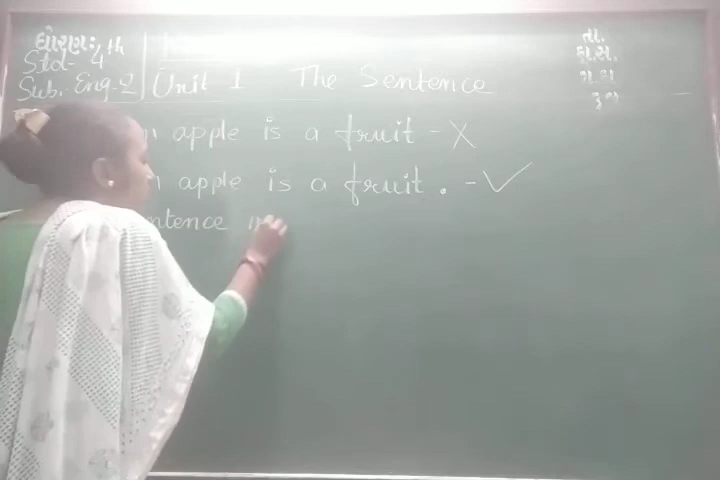 ધોરણઃ 4th
Std- 4
Sub.-Eng-2
Unit 1 The Sentence
તા.
હા.સ.
ગે.હા
કુલ
n apple is a fruit - X
n apple is a fruit. - ✓
ntence